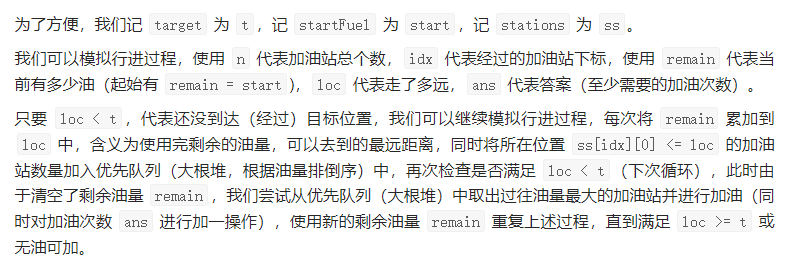 为了方便，我们记 target 为 t，记 startFuel 为 start，记 stations 为 ss。
我们可以模拟行进过程，使用 n 代表加油站总个数，idx 代表经过的加油站下标，使用 remain 代表当
前有多少油（起始有 remain = start），loc 代表走了多远，ans 代表答案（至少需要的加油次数）。
只要 loc < t，代表还没到达（经过）目标位置，我们可以继续模拟行进过程，每次将 remain 累加到
loc 中，含义为使用完剩余的油量，可以去到的最远距离，同时将所在位置 ss[idx][0] <= loc 的加油
站数量加入优先队列（大根堆，根据油量排倒序）中，再次检查是否满足 loc < t（下次循环），此时由
于清空了剩余油量 remain，我们尝试从优先队列（大根堆）中取出过往油量最大的加油站并进行加油（同
时对加油次数 ans 进行加一操作），使用新的剩余油量 remain 重复上述过程，直到满足 loc >= t 或
无油可加。